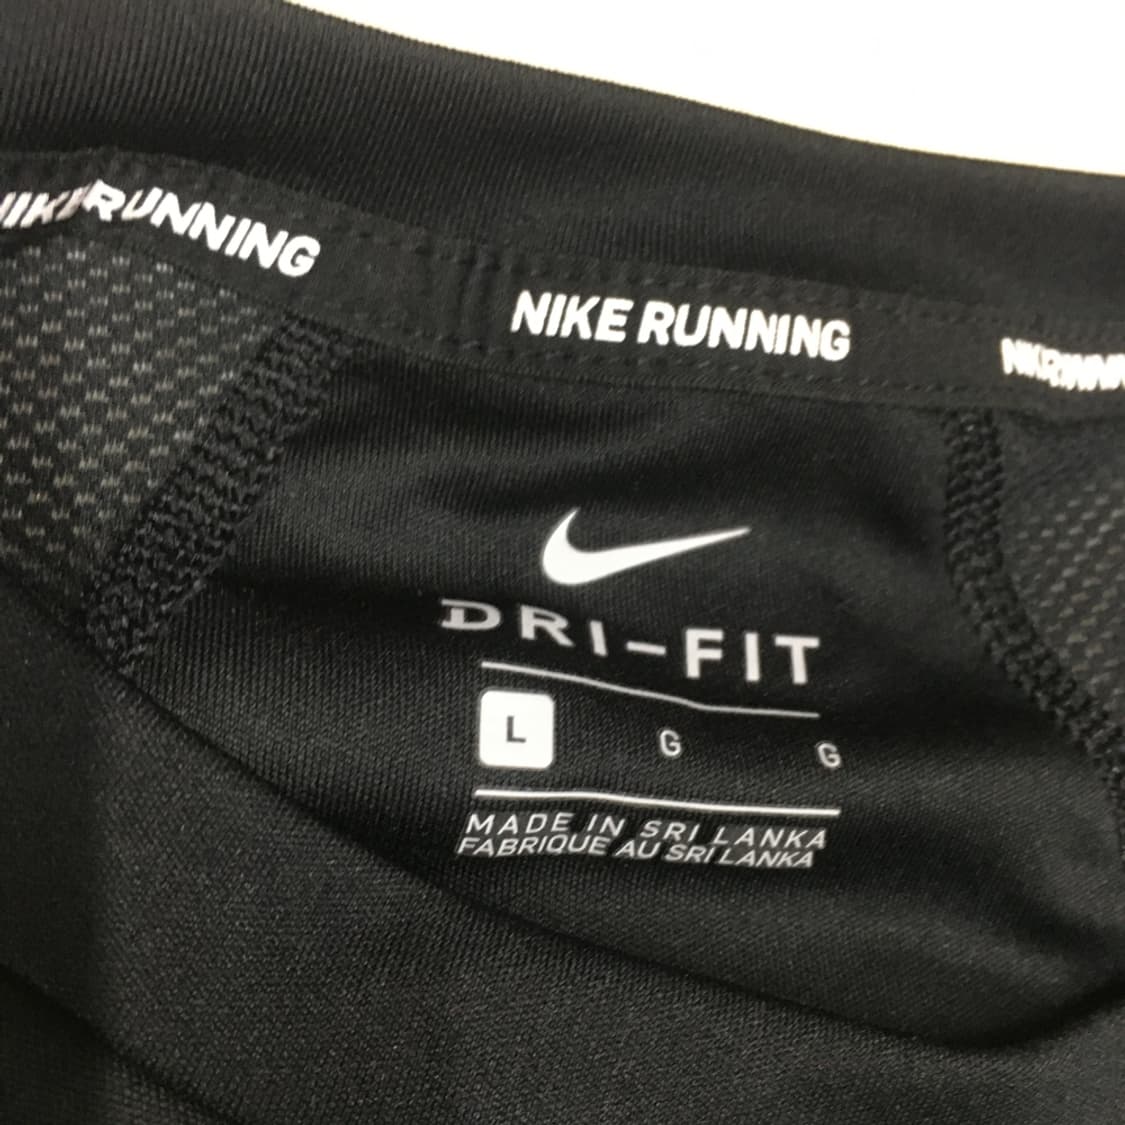 NIKE RUNNING
NIKE RUNNING
DRI-FIT
L G G
MADE IN SRI LANKA
FABRIQUE AU SRI LANKA